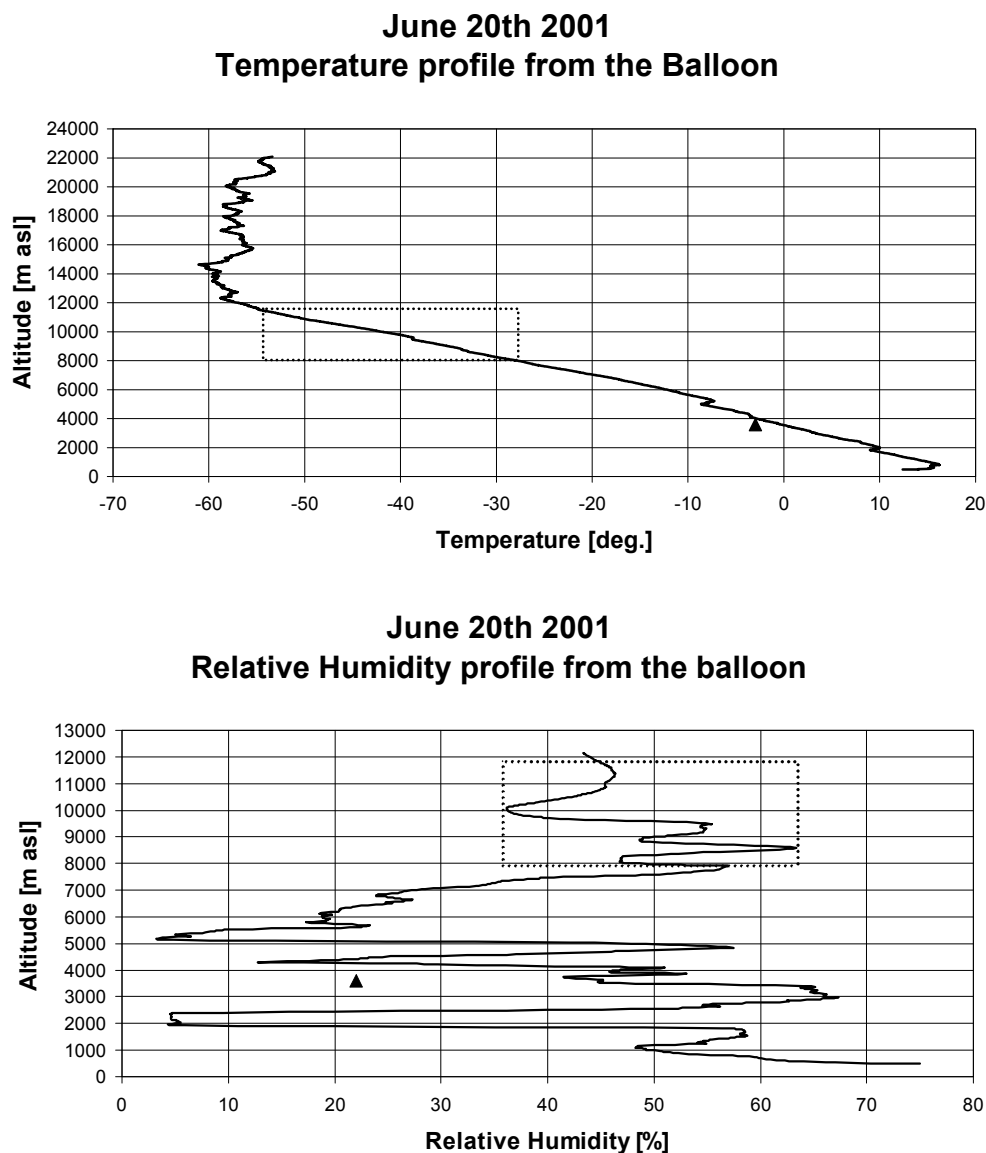 June 20th 2001
Temperature profile from the Balloon
24000
22000
20000
18000
16000
14000
12000
10000
8000
6000
4000
2000
0
Altitude [m asl]
-70 -60 -50 -40 -30 -20 -10 0 10 20
Temperature [deg.]
June 20th 2001
Relative Humidity profile from the balloon
13000
12000
11000
10000
9000
8000
7000
6000
5000
4000
3000
2000
1000
0
Altitude [m asl]
0 10 20 30 40 50 60 70 80
Relative Humidity [%]